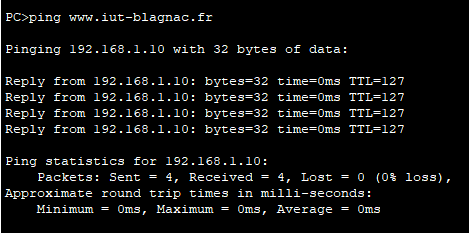 PC>ping www.iut-blagnac.fr
Pinging 192.168.1.10 with 32 bytes of data:
Reply from 192.168.1.10: bytes=32 time=0ms TTL=127
Reply from 192.168.1.10: bytes=32 time=0ms TTL=127
Reply from 192.168.1.10: bytes=32 time=0ms TTL=127
Reply from 192.168.1.10: bytes=32 time=0ms TTL=127
Ping statistics for 192.168.1.10:
Packets: Sent = 4, Received = 4, Lost = 0 (0% loss),
Approximate round trip times in milli-seconds:
Minimum = 0ms, Maximum = 0ms, Average = 0ms